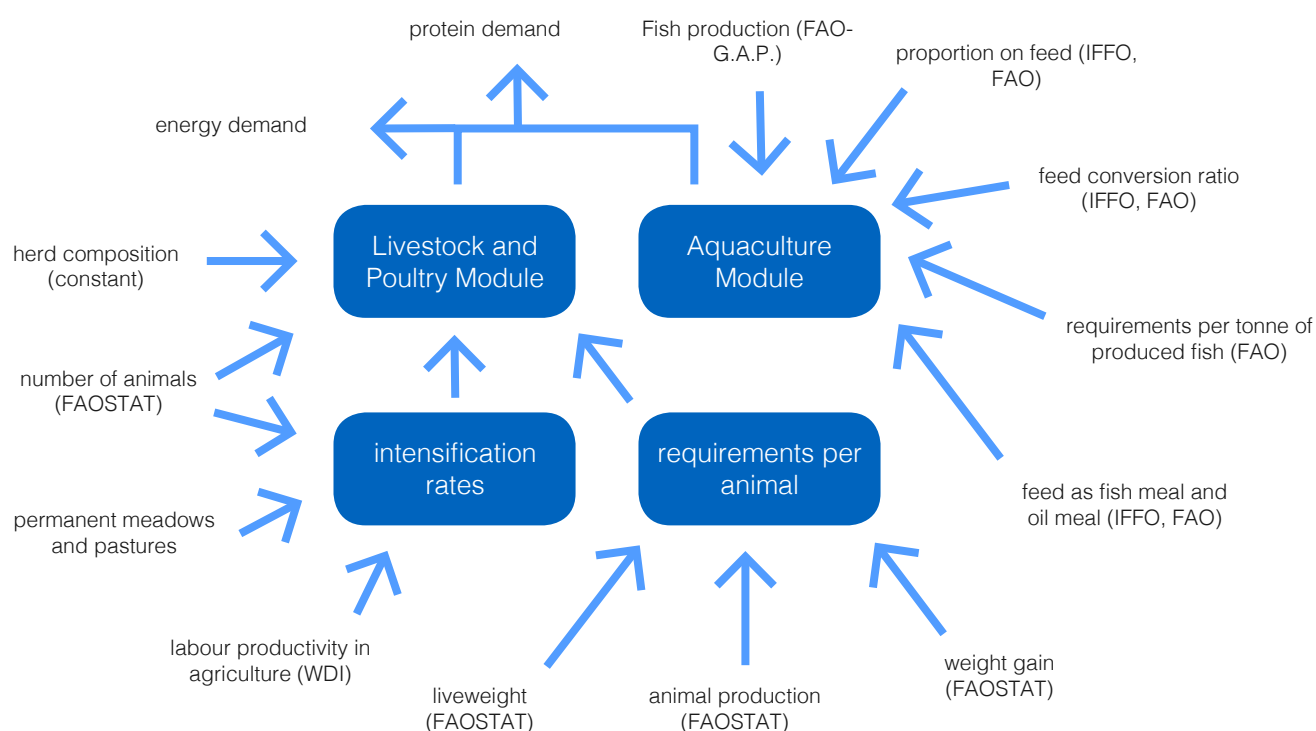 protein demand
Fish production (FAO-
G.A.P.)
proportion on feed (IFFO,
FAO)
energy demand
feed conversion ratio
(IFFO, FAO)
herd composition
(constant)
Livestock and
Poultry Module
Aquaculture
Module
requirements per tonne of
produced fish (FAO)
number of animals
(FAOSTAT)
intensification
rates
requirements per
animal
feed as fish meal and
oil meal (IFFO, FAO)
permanent meadows
and pastures
labour productivity in
agriculture (WDI)
liveweight
(FAOSTAT)
animal production
(FAOSTAT)
weight gain
(FAOSTAT)